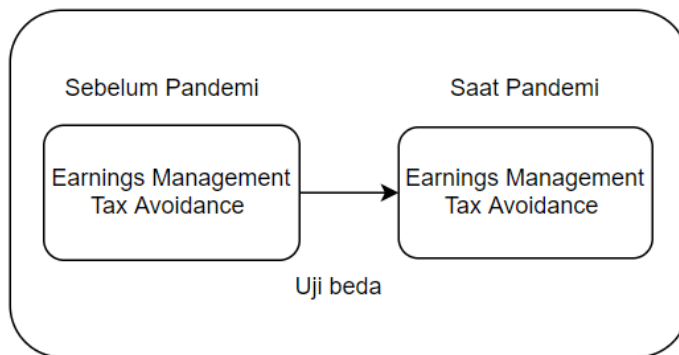 Sebelum Pandemi
Saat Pandemi
Earnings Management
Tax Avoidance
Earnings Management
Tax Avoidance
Uji beda